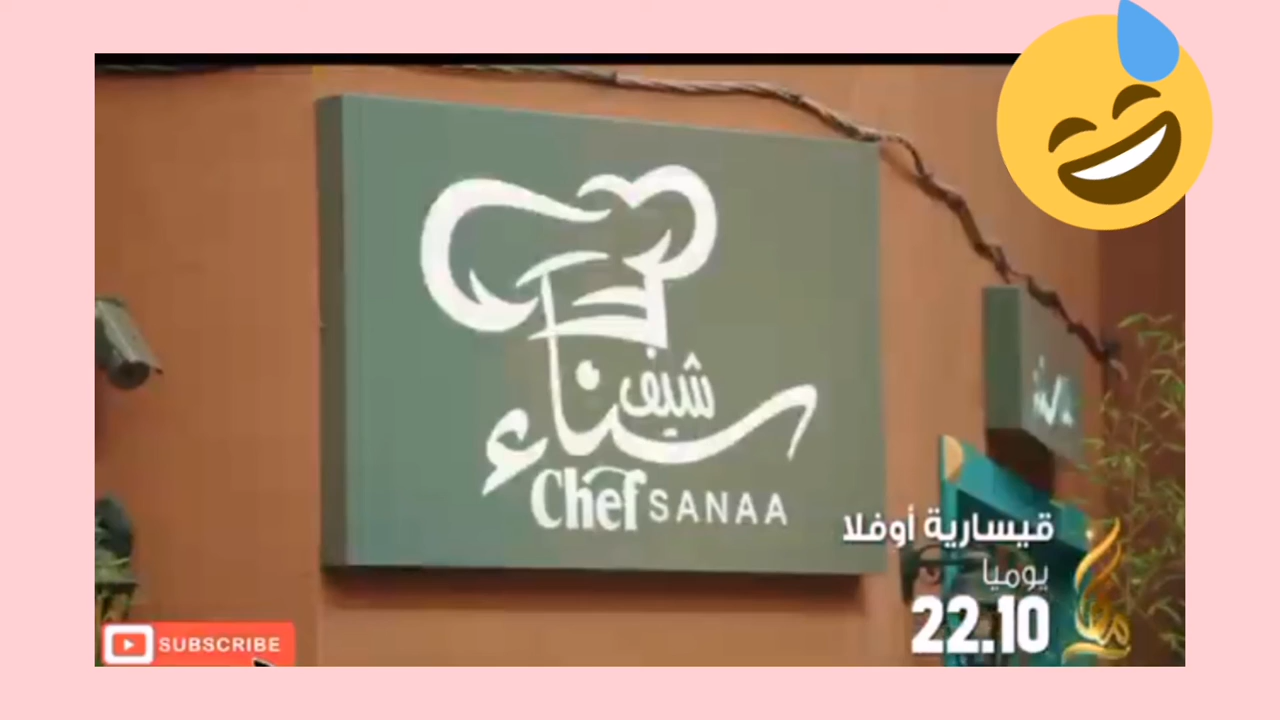 شيف
سناء
Chef SANAA
قيسارية أوفلا
يوميا
22.10
SUBSCRIBE